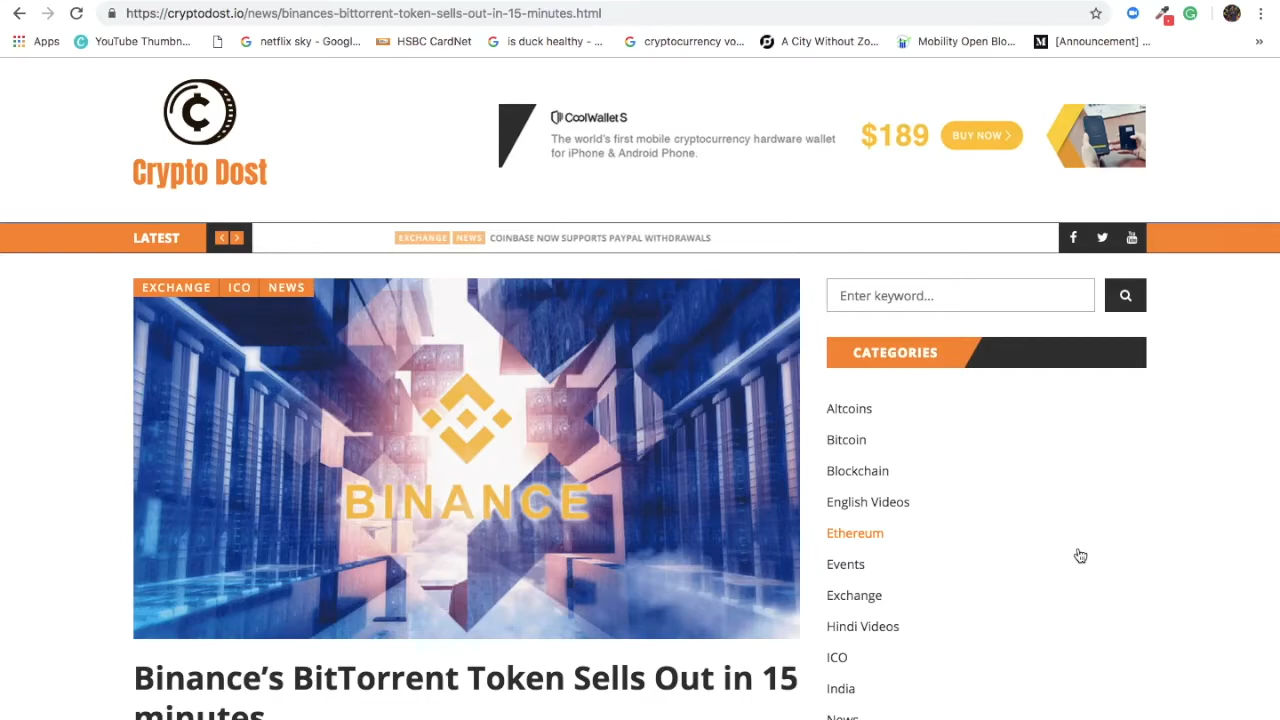 https://cryptodost.io/news/binances-bittorrent-token-sells-out-in-15-minutes.html
Apps
YouTube Thumbn...
netflix sky - Googl...
HSBC CardNet
is duck healthy - ...
cryptocurrency vo...
A City Without Zo...
Mobility Open Blo...
[Announcement] ...
»
Crypto Dost
CoolWallet S
The world's first mobile cryptocurrency hardware wallet
for iPhone & Android Phone.
$189
BUY NOW >
LATEST
EXCHANGE NEWS COINBASE NOW SUPPORTS PAYPAL WITHDRAWALS
EXCHANGE ICO NEWS
BINANCE
Binance’s BitTorrent Token Sells Out in 15
minutes
Enter keyword...
CATEGORIES
Altcoins
Bitcoin
Blockchain
English Videos
Ethereum
Events
Exchange
Hindi Videos
ICO
India
News